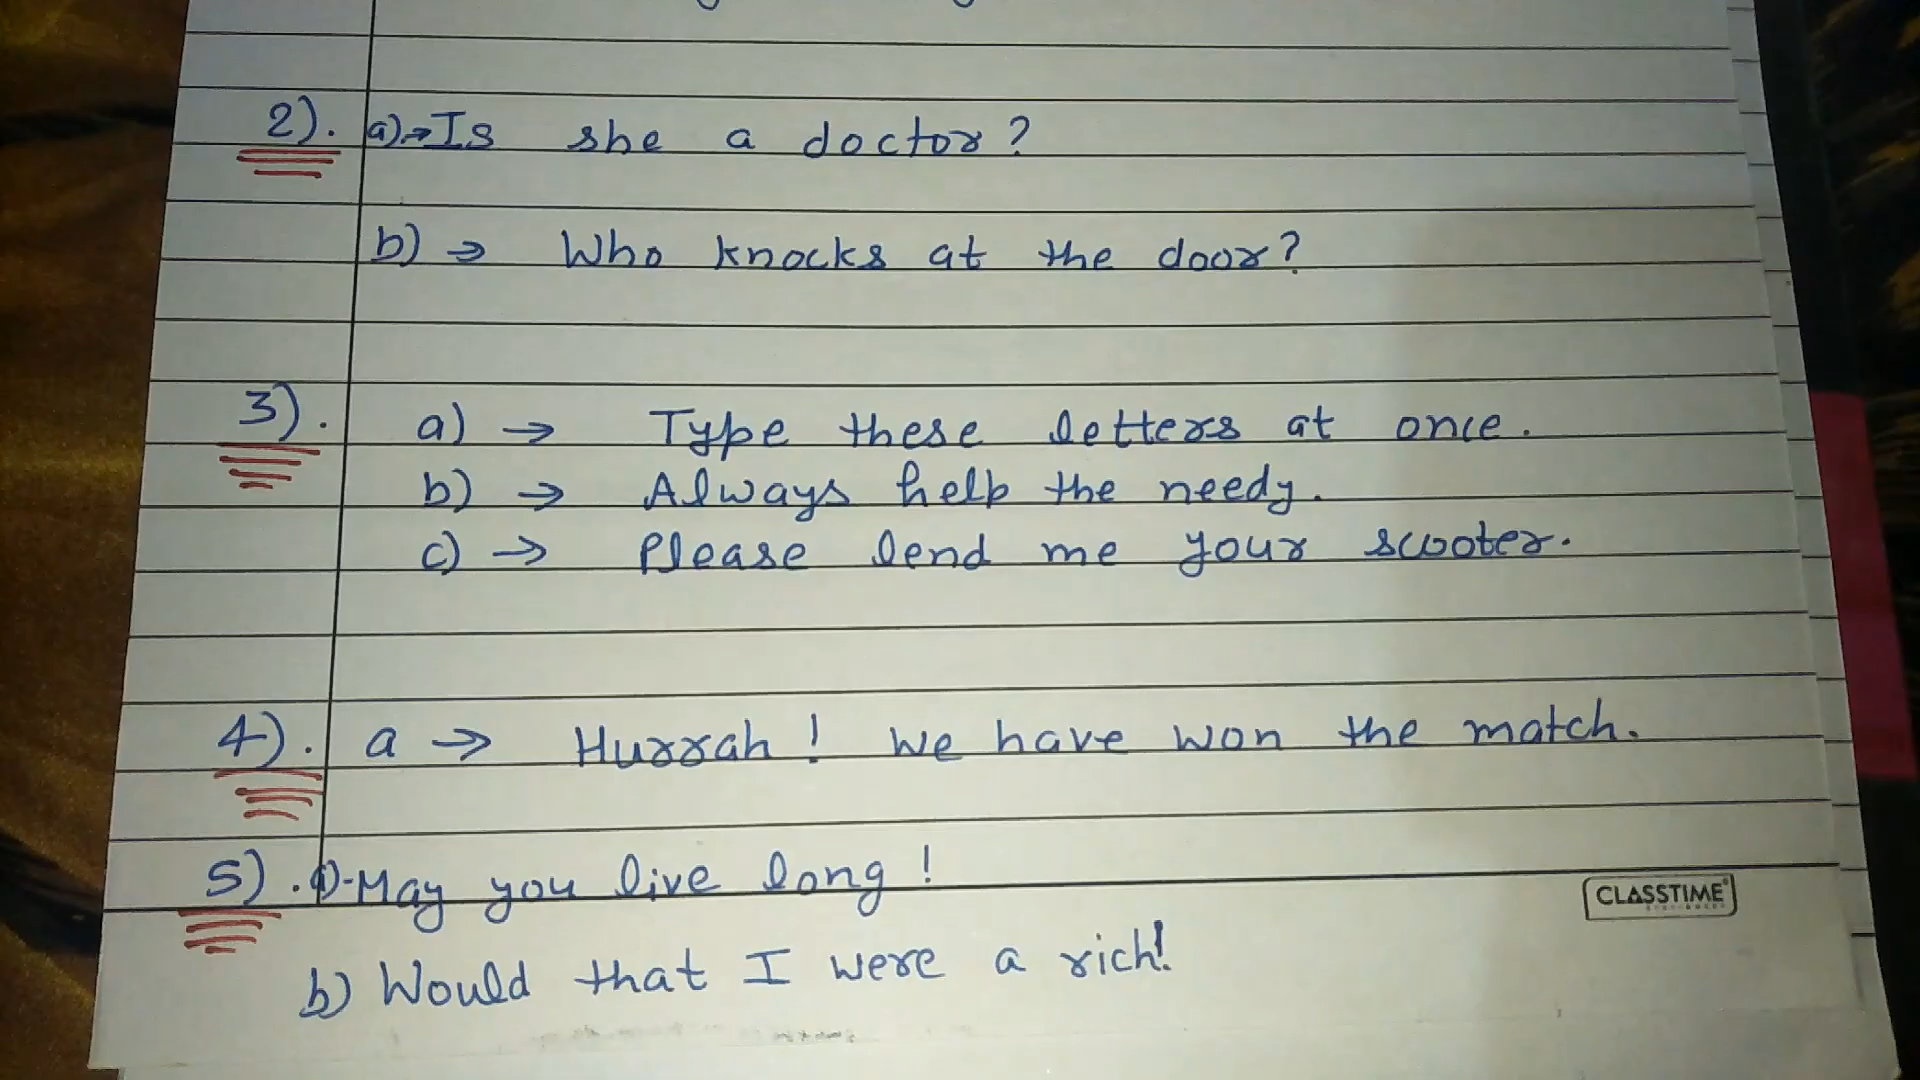 2). a)→ Is she a doctor?
b) → Who knocks at the door?
3). a) → Type these letters at once.
b) → Always help the needy.
c) → Please lend me your scooter.
4). a → Hurrah! We have won the match.
5). a)-May you live long!
CLASSTIME
b) Would that I were a rich!